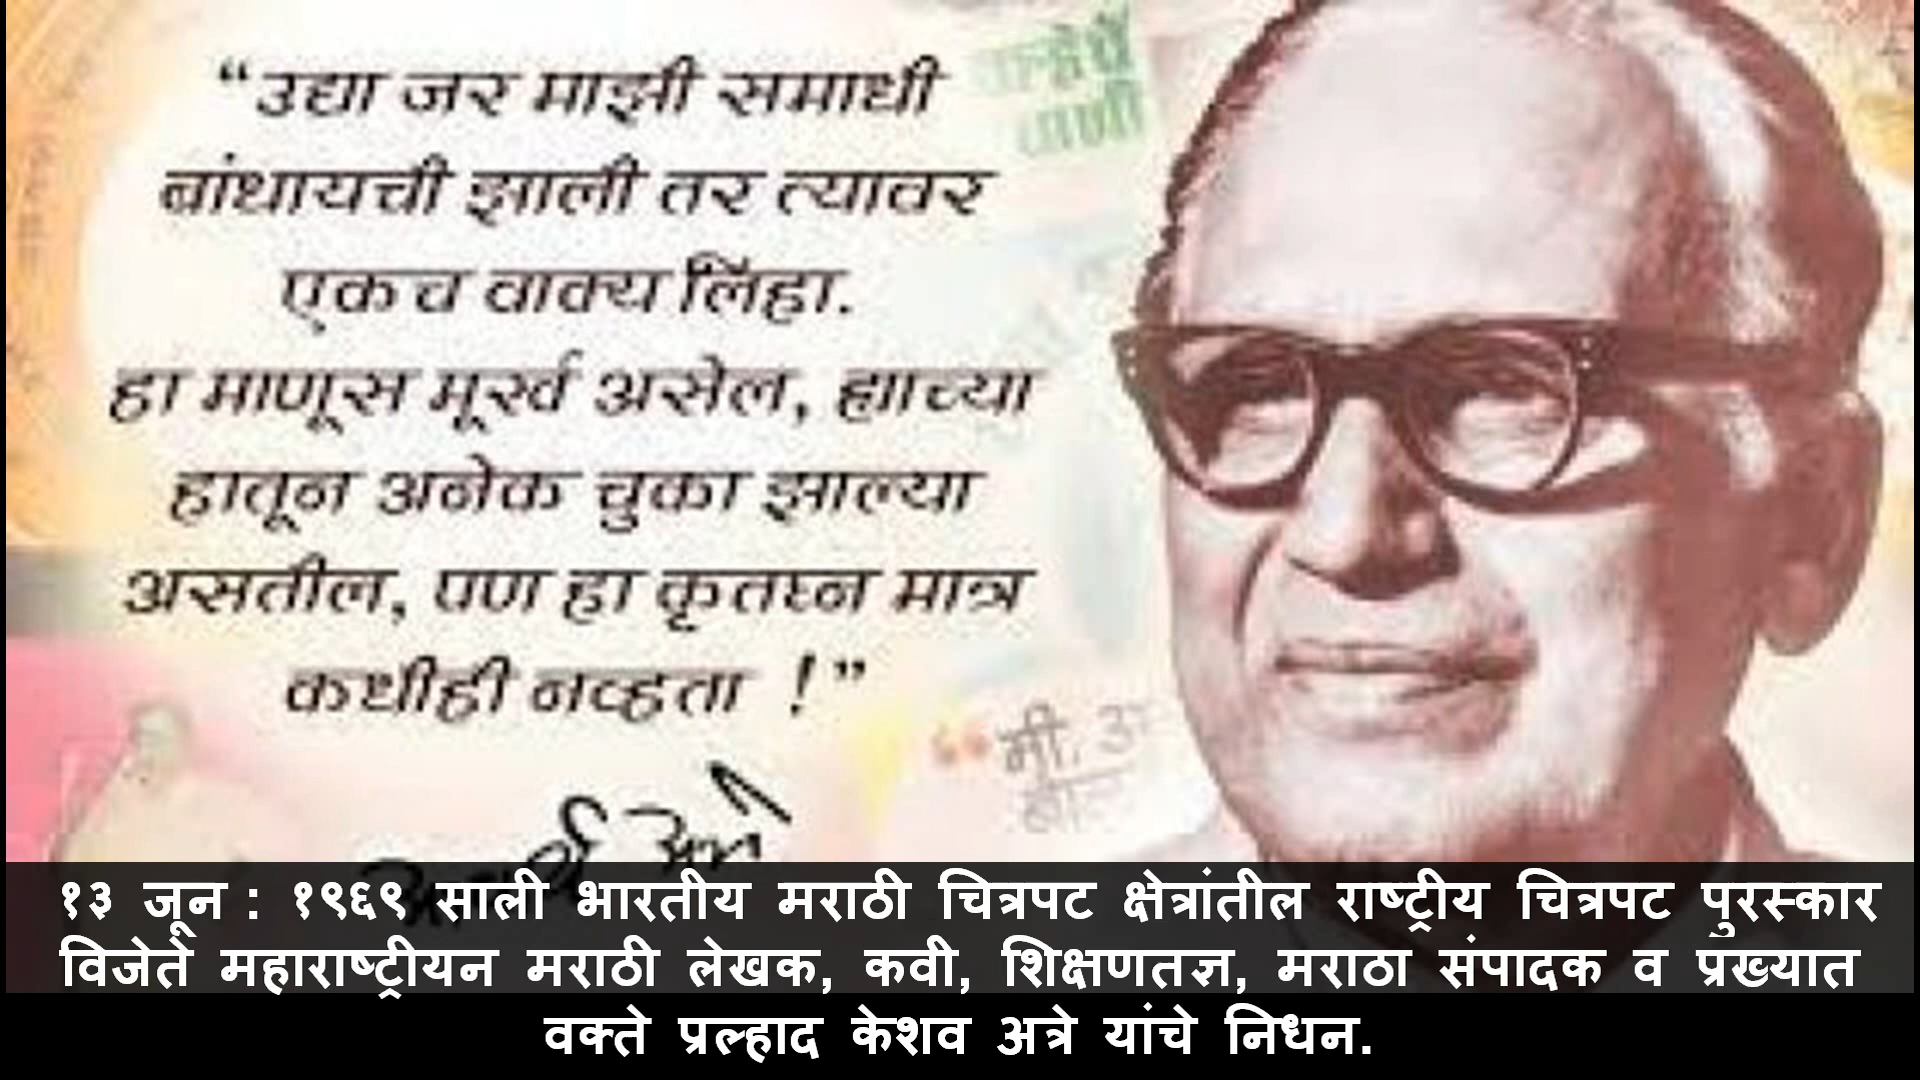 “उद्या जर माझी समाधी
बांधायची झाली तर त्यावर
एकच वाक्य लिहा.
हा माणूस मूर्ख असेल, ह्याच्या
हातून अनेक चुका झाल्या
असतील, पण हा कृतघ्न मात्र
कधीही नव्हता !”
“मी. अ
१३ जून : १९६९ साली भारतीय मराठी चित्रपट क्षेत्रांतील राष्ट्रीय चित्रपट पुरस्कार
विजेते महाराष्ट्रीयन मराठी लेखक, कवी, शिक्षणतज्ञ, मराठा संपादक व प्रख्यात
वक्ते प्रल्हाद केशव अत्रे यांचे निधन.